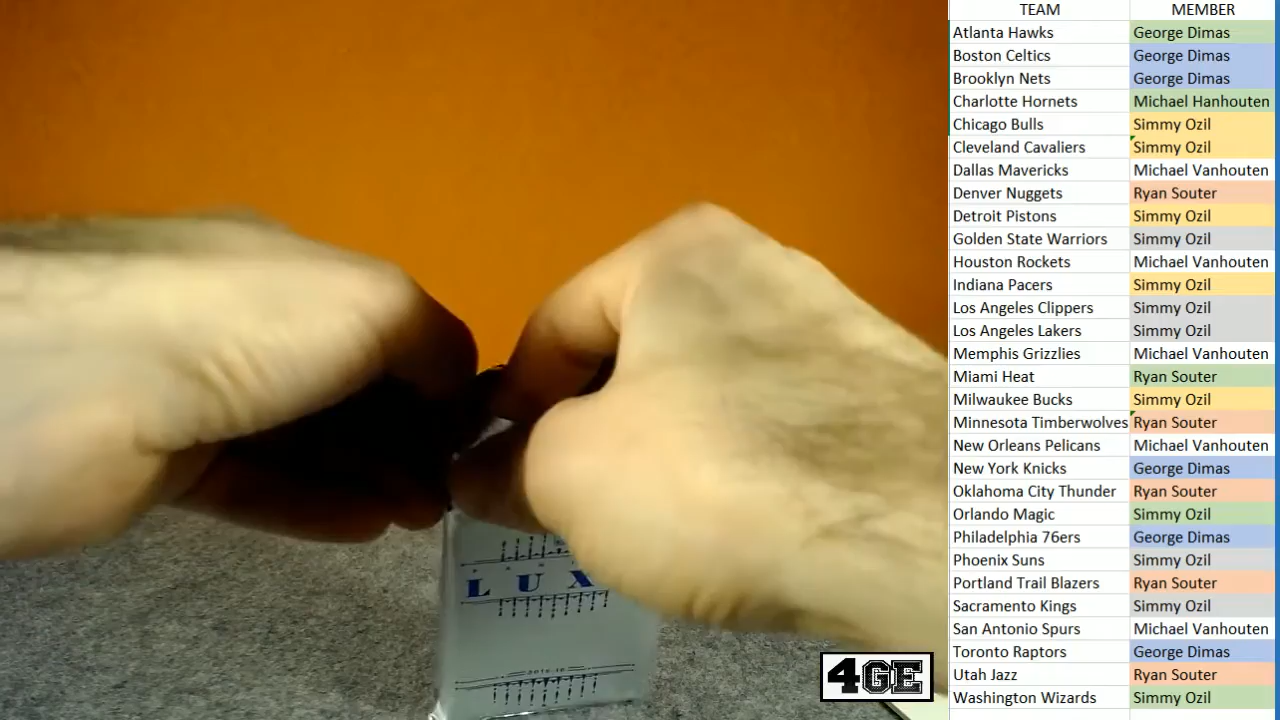 TEAM MEMBER
Atlanta Hawks George Dimas
Boston Celtics George Dimas
Brooklyn Nets George Dimas
Charlotte Hornets Michael Hanhouten
Chicago Bulls Simmy Ozil
Cleveland Cavaliers Simmy Ozil
Dallas Mavericks Michael Vanhouten
Denver Nuggets Ryan Souter
Detroit Pistons Simmy Ozil
Golden State Warriors Simmy Ozil
Houston Rockets Michael Vanhouten
Indiana Pacers Simmy Ozil
Los Angeles Clippers Simmy Ozil
Los Angeles Lakers Simmy Ozil
Memphis Grizzlies Michael Vanhouten
Miami Heat Ryan Souter
Milwaukee Bucks Simmy Ozil
Minnesota Timberwolves Ryan Souter
New Orleans Pelicans Michael Vanhouten
New York Knicks George Dimas
Oklahoma City Thunder Ryan Souter
Orlando Magic Simmy Ozil
Philadelphia 76ers George Dimas
Phoenix Suns Simmy Ozil
Portland Trail Blazers Ryan Souter
Sacramento Kings Simmy Ozil
San Antonio Spurs Michael Vanhouten
Toronto Raptors George Dimas
Utah Jazz Ryan Souter
Washington Wizards Simmy Ozil
LUX
4GE